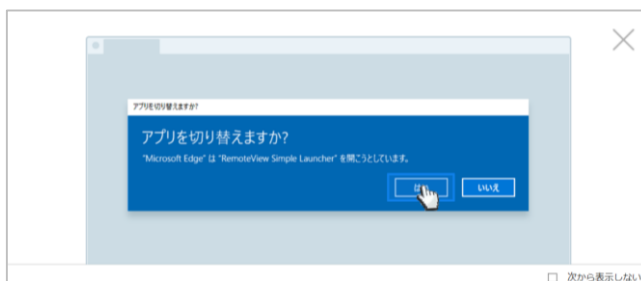 アプリを切り替えますか?
アプリを切り替えますか?
"Microsoft Edge" は "RemoteView Simple Launcher" を開こうとしています。
いいえ
次から表示しない